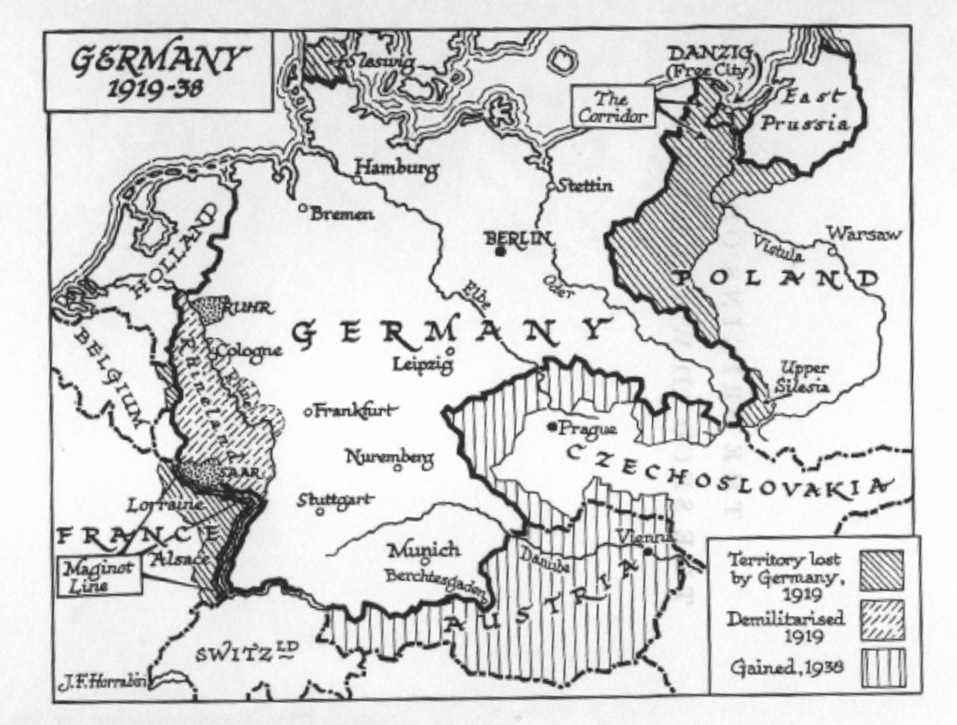 GERMANY
1919-38
Sleswig
DANZIG
(Free City)
The
Corridor
East
Prussia
Hamburg
Stettin
Bremen
BERLIN
Warsaw
Vistula
HOLLAND
POLAND
Elbe
Oder
RUHR
GERMANY
Cologne
Leipzig
BELGIUM
Rhineland
Rhine
Upper
Silesia
Frankfurt
Prague
Nuremberg
CZECHOSLOVAKIA
SAAR
Lorraine
Stuttgart
FRANCE
Alsace
Munich
Danube
Vienna
Maginot
Line
Berchtesgaden
AUSTRIA
SWITZLD
J.F.Horrabin
Territory lost
by Germany,
1919
Demilitarised
1919
Gained, 1938